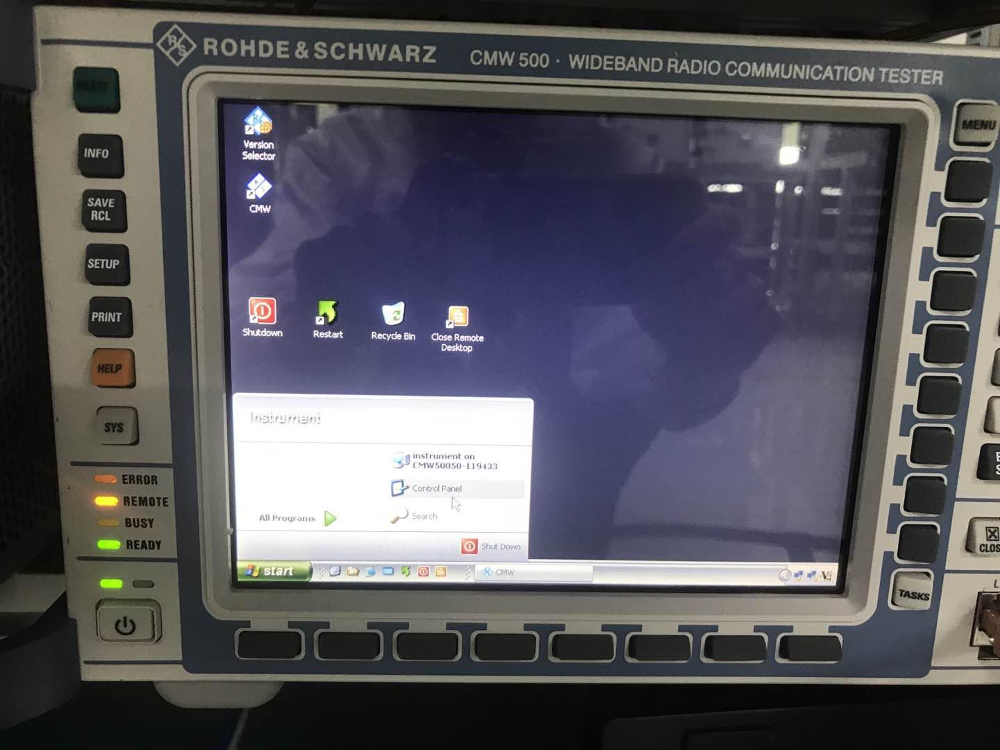 R&S ROHDE & SCHWARZ CMW 500 · WIDEBAND RADIO COMMUNICATION TESTER
RESET
INFO
SAVE
RCL
SETUP
PRINT
HELP
SYS
ERROR
REMOTE
BUSY
READY
Version
Selector
CMW
Shutdown
Restart
Recycle Bin
Close Remote
Desktop
Instrument
instrument on
CMW50050-119433
Control Panel
Search
All Programs
Shut Down
start
CMW
MENU
CLOS
TASKS